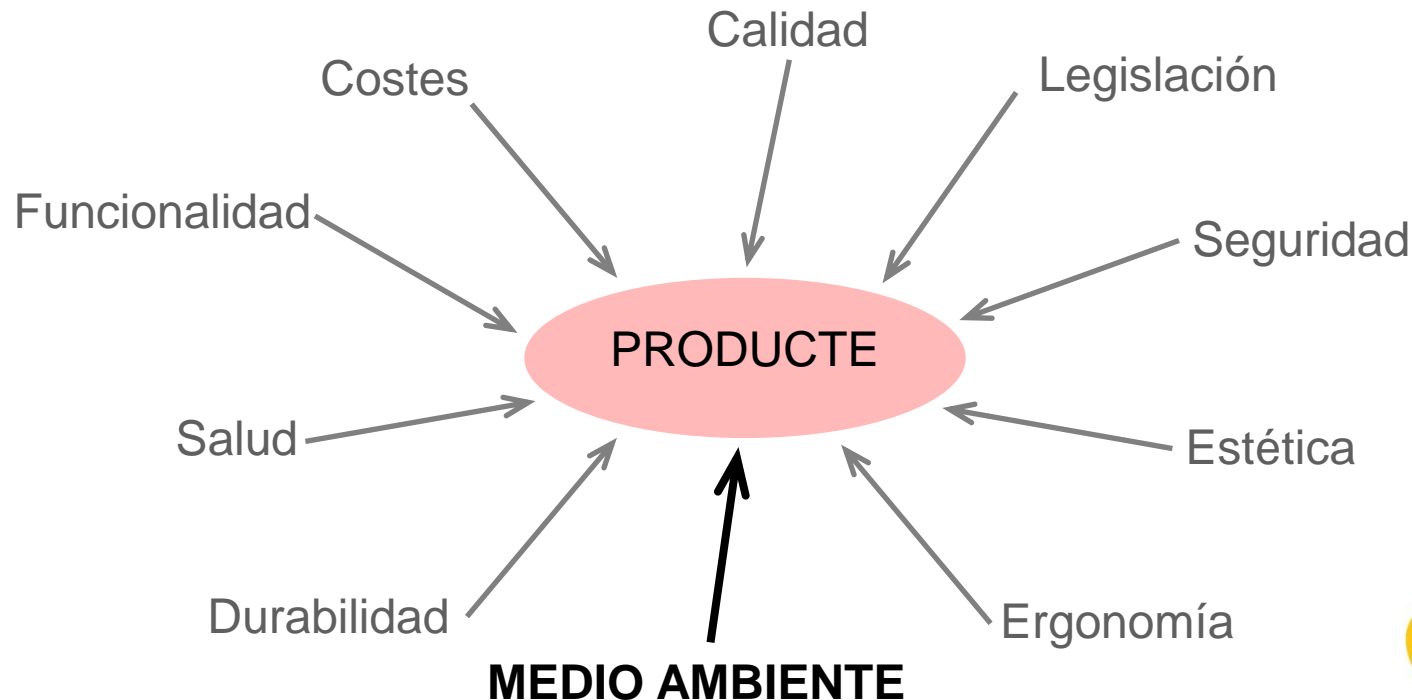 Calidad
Costes
Legislación
Funcionalidad
Seguridad
PRODUCTE
Salud
Estética
Durabilidad
Ergonomía
MEDIO AMBIENTE